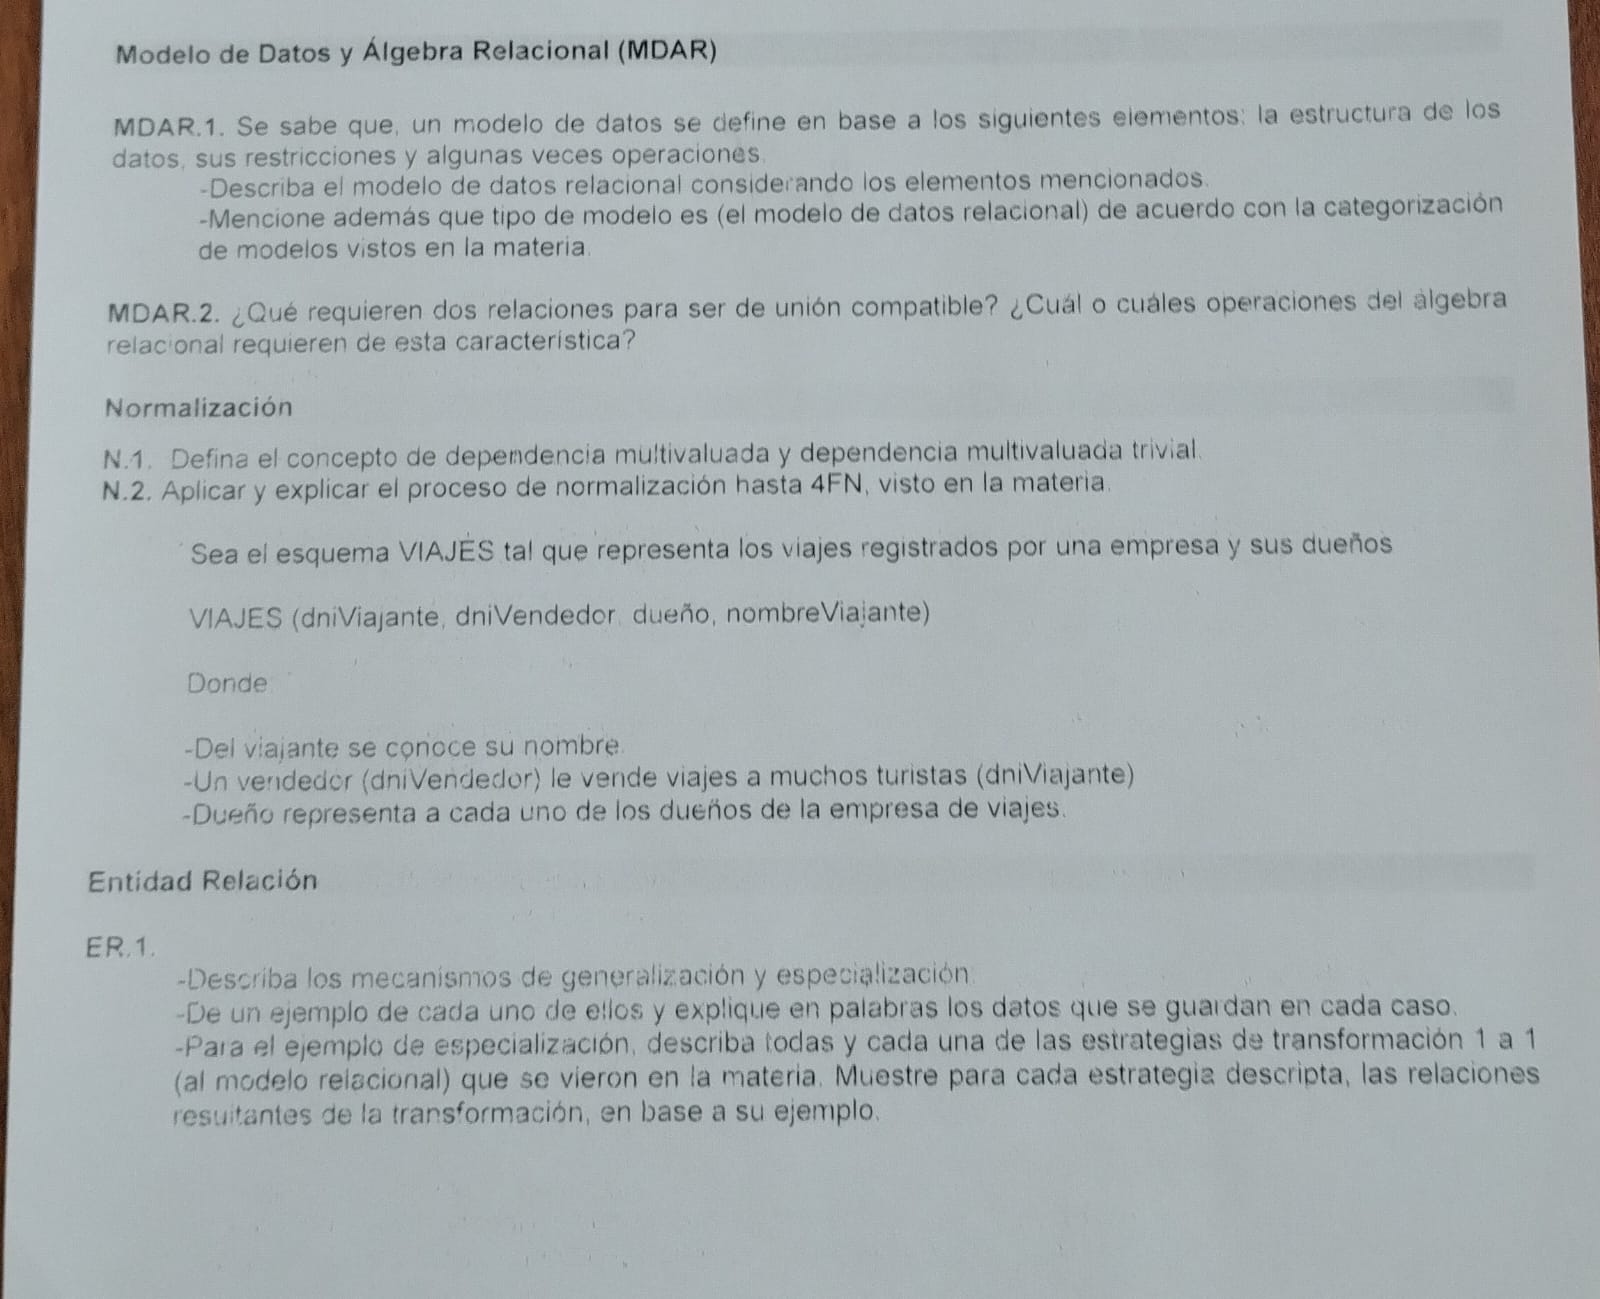 Modelo de Datos y Álgebra Relacional (MDAR)
MDAR.1. Se sabe que, un modelo de datos se define en base a los siguientes elementos: la estructura de los
datos, sus restricciones y algunas veces operaciones.
-Describa el modelo de datos relacional considerando los elementos mencionados.
-Mencione además que tipo de modelo es (el modelo de datos relacional) de acuerdo con la categorización
de modelos vistos en la materia.
MDAR.2. ¿Qué requieren dos relaciones para ser de unión compatible? ¿Cuál o cuáles operaciones del álgebra
relacional requieren de esta característica?
Normalización
N.1. Defina el concepto de dependencia multivaluada y dependencia multivaluada trivial.
N.2. Aplicar y explicar el proceso de normalización hasta 4FN, visto en la materia.
Sea el esquema VIAJES tal que representa los viajes registrados por una empresa y sus dueños
VIAJES (dniViajante, dniVendedor, dueño, nombreViajante)
Donde
-Del viajante se conoce su nombre.
-Un vendedor (dniVendedor) le vende viajes a muchos turistas (dniViajante)
-Dueño representa a cada uno de los dueños de la empresa de viajes.
Entidad Relación
ER.1.
-Describa los mecanismos de generalización y especialización.
-De un ejemplo de cada uno de ellos y explique en palabras los datos que se guardan en cada caso.
-Para el ejemplo de especialización, describa todas y cada una de las estrategias de transformación 1 a 1
(al modelo relacional) que se vieron en la materia. Muestre para cada estrategia descripta, las relaciones
resultantes de la transformación, en base a su ejemplo.